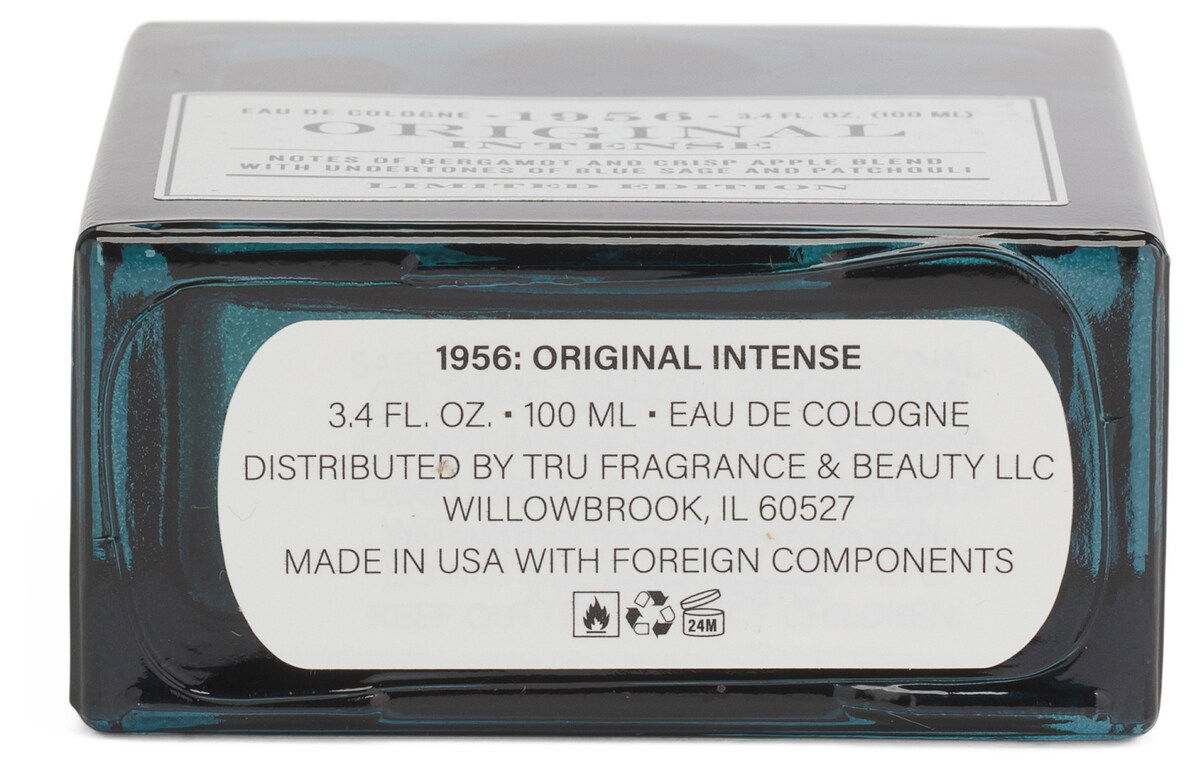 EAU DE COLOGNE • 1956 • 3.4 FL. OZ. (100 ML)
ORIGINAL
INTENSE
NOTES OF BERGAMOT AND CRISP APPLE BLEND
WITH UNDERTONES OF BLUE SAGE AND PATCHOULI
LIMITED EDITION
1956: ORIGINAL INTENSE
3.4 FL. OZ. ▪ 100 ML ▪ EAU DE COLOGNE
DISTRIBUTED BY TRU FRAGRANCE & BEAUTY LLC
WILLOWBROOK, IL 60527
MADE IN USA WITH FOREIGN COMPONENTS
24M